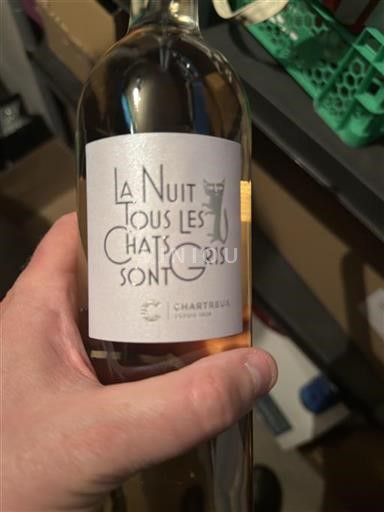 La Nuit
Tous Les
Chats
Gris
sont
CHARTREUX